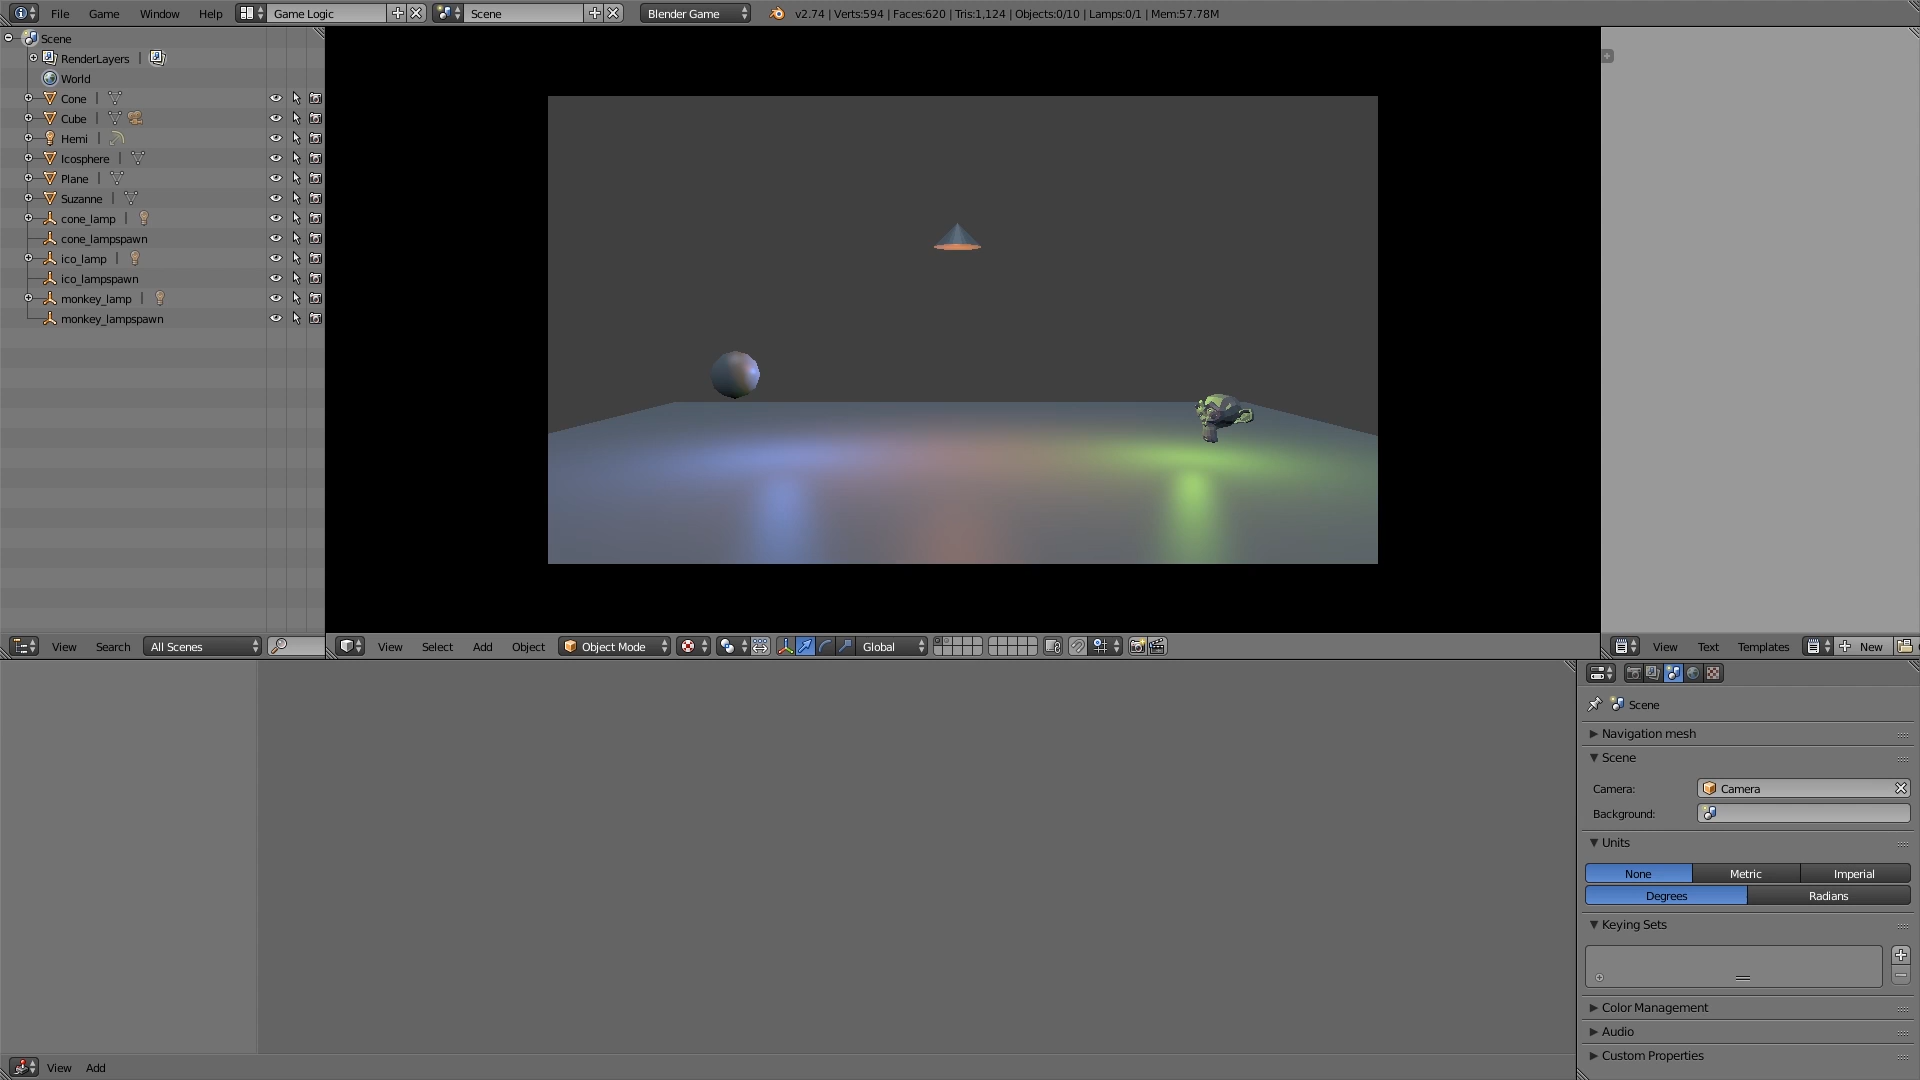 File Game Window Help Game Logic Scene Blender Game v2.74 | Verts:594 | Faces:620 | Tris:1,124 | Objects:0/10 | Lamps:0/1 | Mem:57.78M
Scene
RenderLayers |
World
Cone |
Cube |
Hemi |
Icosphere |
Plane |
Suzanne |
cone_lamp |
cone_lampspawn
ico_lamp |
ico_lampspawn
monkey_lamp |
monkey_lampspawn
View Search All Scenes View Select Add Object Object Mode Global View Text Templates New
Scene
Navigation mesh
Scene
Camera: Camera
Background:
Units
None Metric Imperial
Degrees Radians
Keying Sets
Color Management
Audio
Custom Properties
View Add